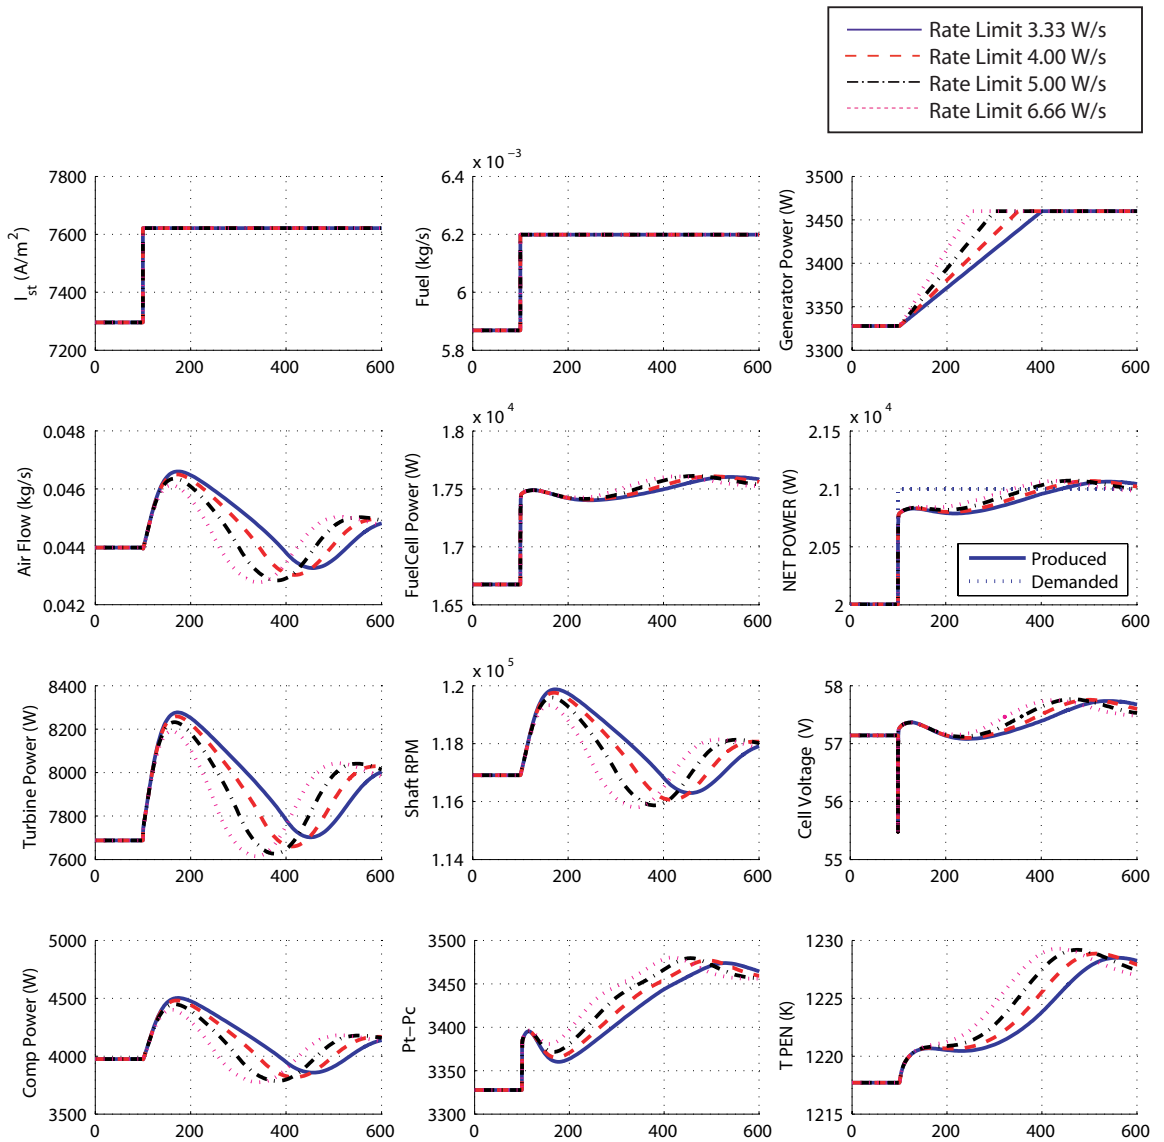 Rate Limit 3.33 W/s
Rate Limit 4.00 W/s
Rate Limit 5.00 W/s
Rate Limit 6.66 W/s
I_st (A/m^2)
7800
7600
7400
7200
0 200 400 600
x 10^-3
Fuel (kg/s)
6.4
6.2
6
5.8
0 200 400 600
Generator Power (W)
3500
3450
3400
3350
3300
0 200 400 600
Air Flow (kg/s)
0.048
0.046
0.044
0.042
0 200 400 600
x 10^4
FuelCell Power (W)
1.8
1.75
1.7
1.65
0 200 400 600
x 10^4
NET POWER (W)
2.15
2.1
2.05
2
Produced
Demanded
0 200 400 600
Turbine Power (W)
8400
8200
8000
7800
7600
0 200 400 600
x 10^5
Shaft RPM
1.2
1.18
1.16
1.14
0 200 400 600
Cell Voltage (V)
58
57
56
55
0 200 400 600
Comp Power (W)
5000
4500
4000
3500
0 200 400 600
Pt-Pc
3500
3450
3400
3350
3300
0 200 400 600
T PEN (K)
1230
1225
1220
1215
0 200 400 600